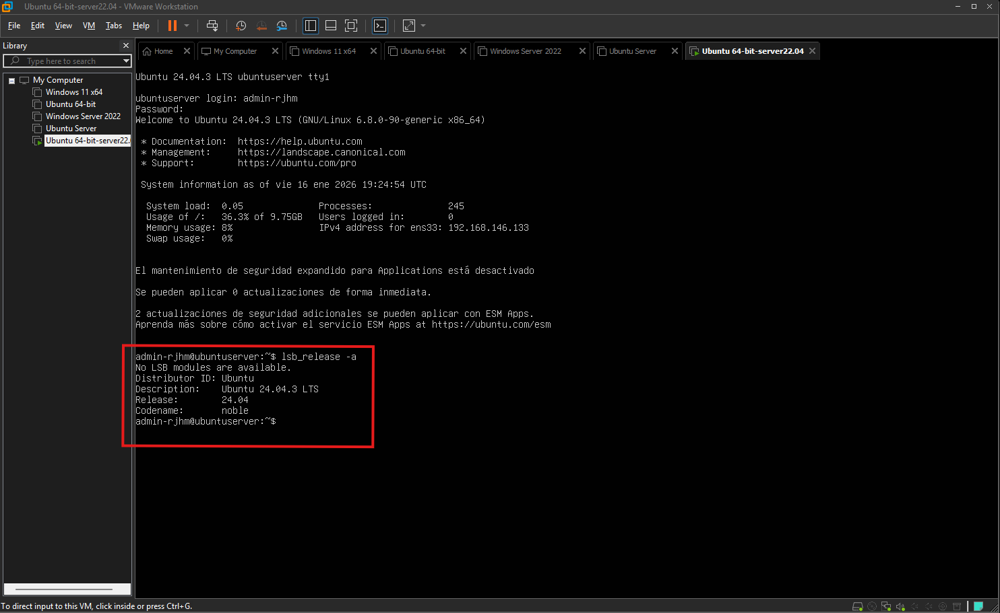 Ubuntu 64-bit-server22.04 - VMware Workstation
File Edit View VM Tabs Help
Library
Type here to search
My Computer
Windows 11 x64
Ubuntu 64-bit
Windows Server 2022
Ubuntu Server
Ubuntu 64-bit-server22.
Home My Computer Windows 11 x64 Ubuntu 64-bit Windows Server 2022 Ubuntu Server Ubuntu 64-bit-server22.04
Ubuntu 24.04.3 LTS ubuntuserver tty1
ubuntuserver login: admin-rjhm
Password:
Welcome to Ubuntu 24.04.3 LTS (GNU/Linux 6.8.0-90-generic x86_64)
* Documentation: https://help.ubuntu.com
* Management: https://landscape.canonical.com
* Support: https://ubuntu.com/pro
System information as of vie 16 ene 2026 19:24:54 UTC
System load: 0.05 Processes: 245
Usage of /: 36.3% of 9.75GB Users logged in: 0
Memory usage: 8% IPv4 address for ens33: 192.168.146.133
Swap usage: 0%
El mantenimiento de seguridad expandido para Applications está desactivado
Se pueden aplicar 0 actualizaciones de forma inmediata.
2 actualizaciones de seguridad adicionales se pueden aplicar con ESM Apps.
Aprenda más sobre cómo activar el servicio ESM Apps at https://ubuntu.com/esm
admin-rjhm@ubuntuserver:~$ lsb_release -a
No LSB modules are available.
Distributor ID: Ubuntu
Description: Ubuntu 24.04.3 LTS
Release: 24.04
Codename: noble
admin-rjhm@ubuntuserver:~$
To direct input to this VM, click inside or press Ctrl+G.